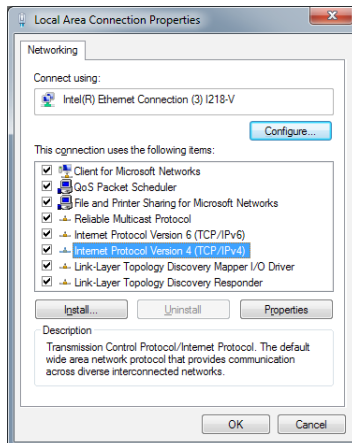 Local Area Connection Properties
Networking
Connect using:
Intel(R) Ethernet Connection (3) I218-V
Configure...
This connection uses the following items:
Client for Microsoft Networks
QoS Packet Scheduler
File and Printer Sharing for Microsoft Networks
Reliable Multicast Protocol
Internet Protocol Version 6 (TCP/IPv6)
Internet Protocol Version 4 (TCP/IPv4)
Link-Layer Topology Discovery Mapper I/O Driver
Link-Layer Topology Discovery Responder
Install... Uninstall Properties
Description
Transmission Control Protocol/Internet Protocol. The default
wide area network protocol that provides communication
across diverse interconnected networks.
OK Cancel